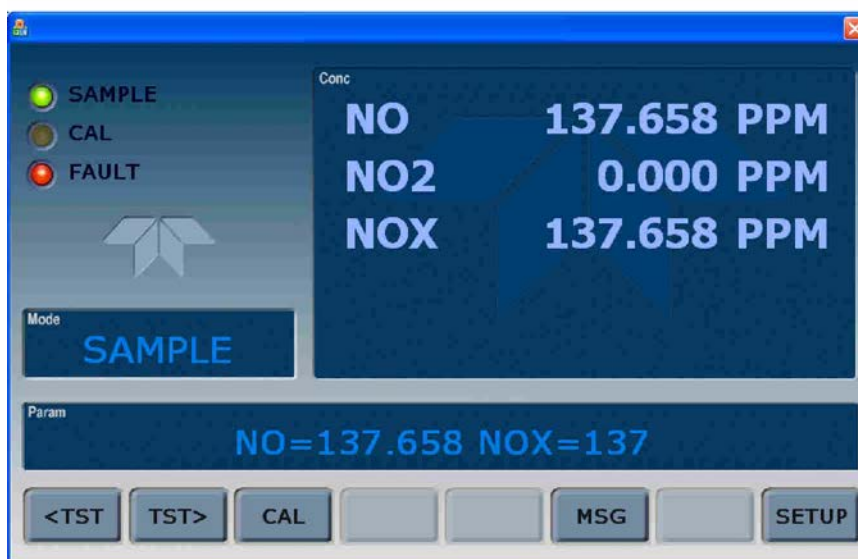 SAMPLE
CAL
FAULT
Conc
NO 137.658 PPM
NO2 0.000 PPM
NOX 137.658 PPM
Mode
SAMPLE
Param
NO=137.658 NOX=137
<TST TST> CAL MSG SETUP